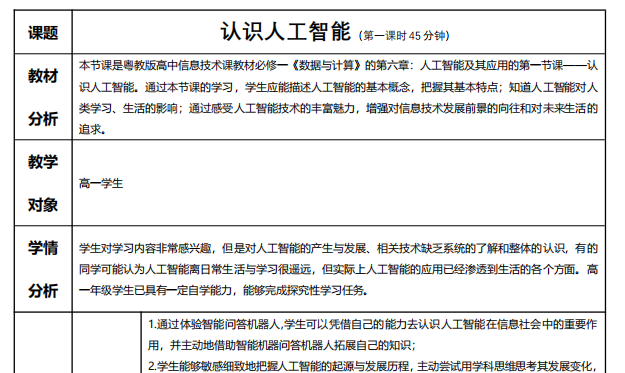 课题
认识人工智能（第一课时 45 分钟）
教材
分析
本节课是粤教版高中信息技术课教材必修一《数据与计算》的第六章：人工智能及其应用的第一节课——认
识人工智能。通过本节课的学习，学生应能描述人工智能的基本概念，把握其基本特点；知道人工智能对人
类学习、生活的影响；通过感受人工智能技术的丰富魅力，增强对信息技术发展前景的向往和对未来生活的
追求。
教学
对象
高一学生
学情
分析
学生对学习内容非常感兴趣，但是对人工智能的产生与发展、相关技术缺乏系统的了解和整体的认识，有的
同学可能认为人工智能离日常生活与学习很遥远，但实际上人工智能的应用已经渗透到生活的各个方面。高
一年级学生已具有一定自学能力，能够完成探究性学习任务。
1.通过体验智能问答机器人,学生可以凭借自己的能力去认识人工智能在信息社会中的重要作
用，并主动地借助智能机器问答机器人拓展自己的知识；
2.学生能够敏感细致地把握人工智能的起源与发展历程，主动尝试用学科思维思考其发展变化，